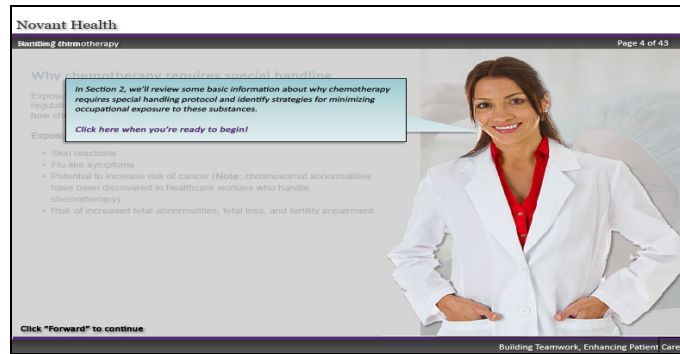 Novant Health
Handling chemotherapy
Page 4 of 43
Why chemotherapy requires special handling
In Section 2, we'll review some basic information about why chemotherapy
requires special handling protocol and identify strategies for minimizing
occupational exposure to these substances.
Click here when you're ready to begin!
Exposu
regulat
how ch
Expos
• Skin reactions
• Flu-like symptoms
• Potential to increase risk of cancer (Note: chromosomal abnormalities
have been discovered in healthcare workers who handle
chemotherapy)
• Risk of increased fetal abnormalities, fetal loss, and fertility impairment
Click "Forward" to continue
Building Teamwork, Enhancing Patient Care